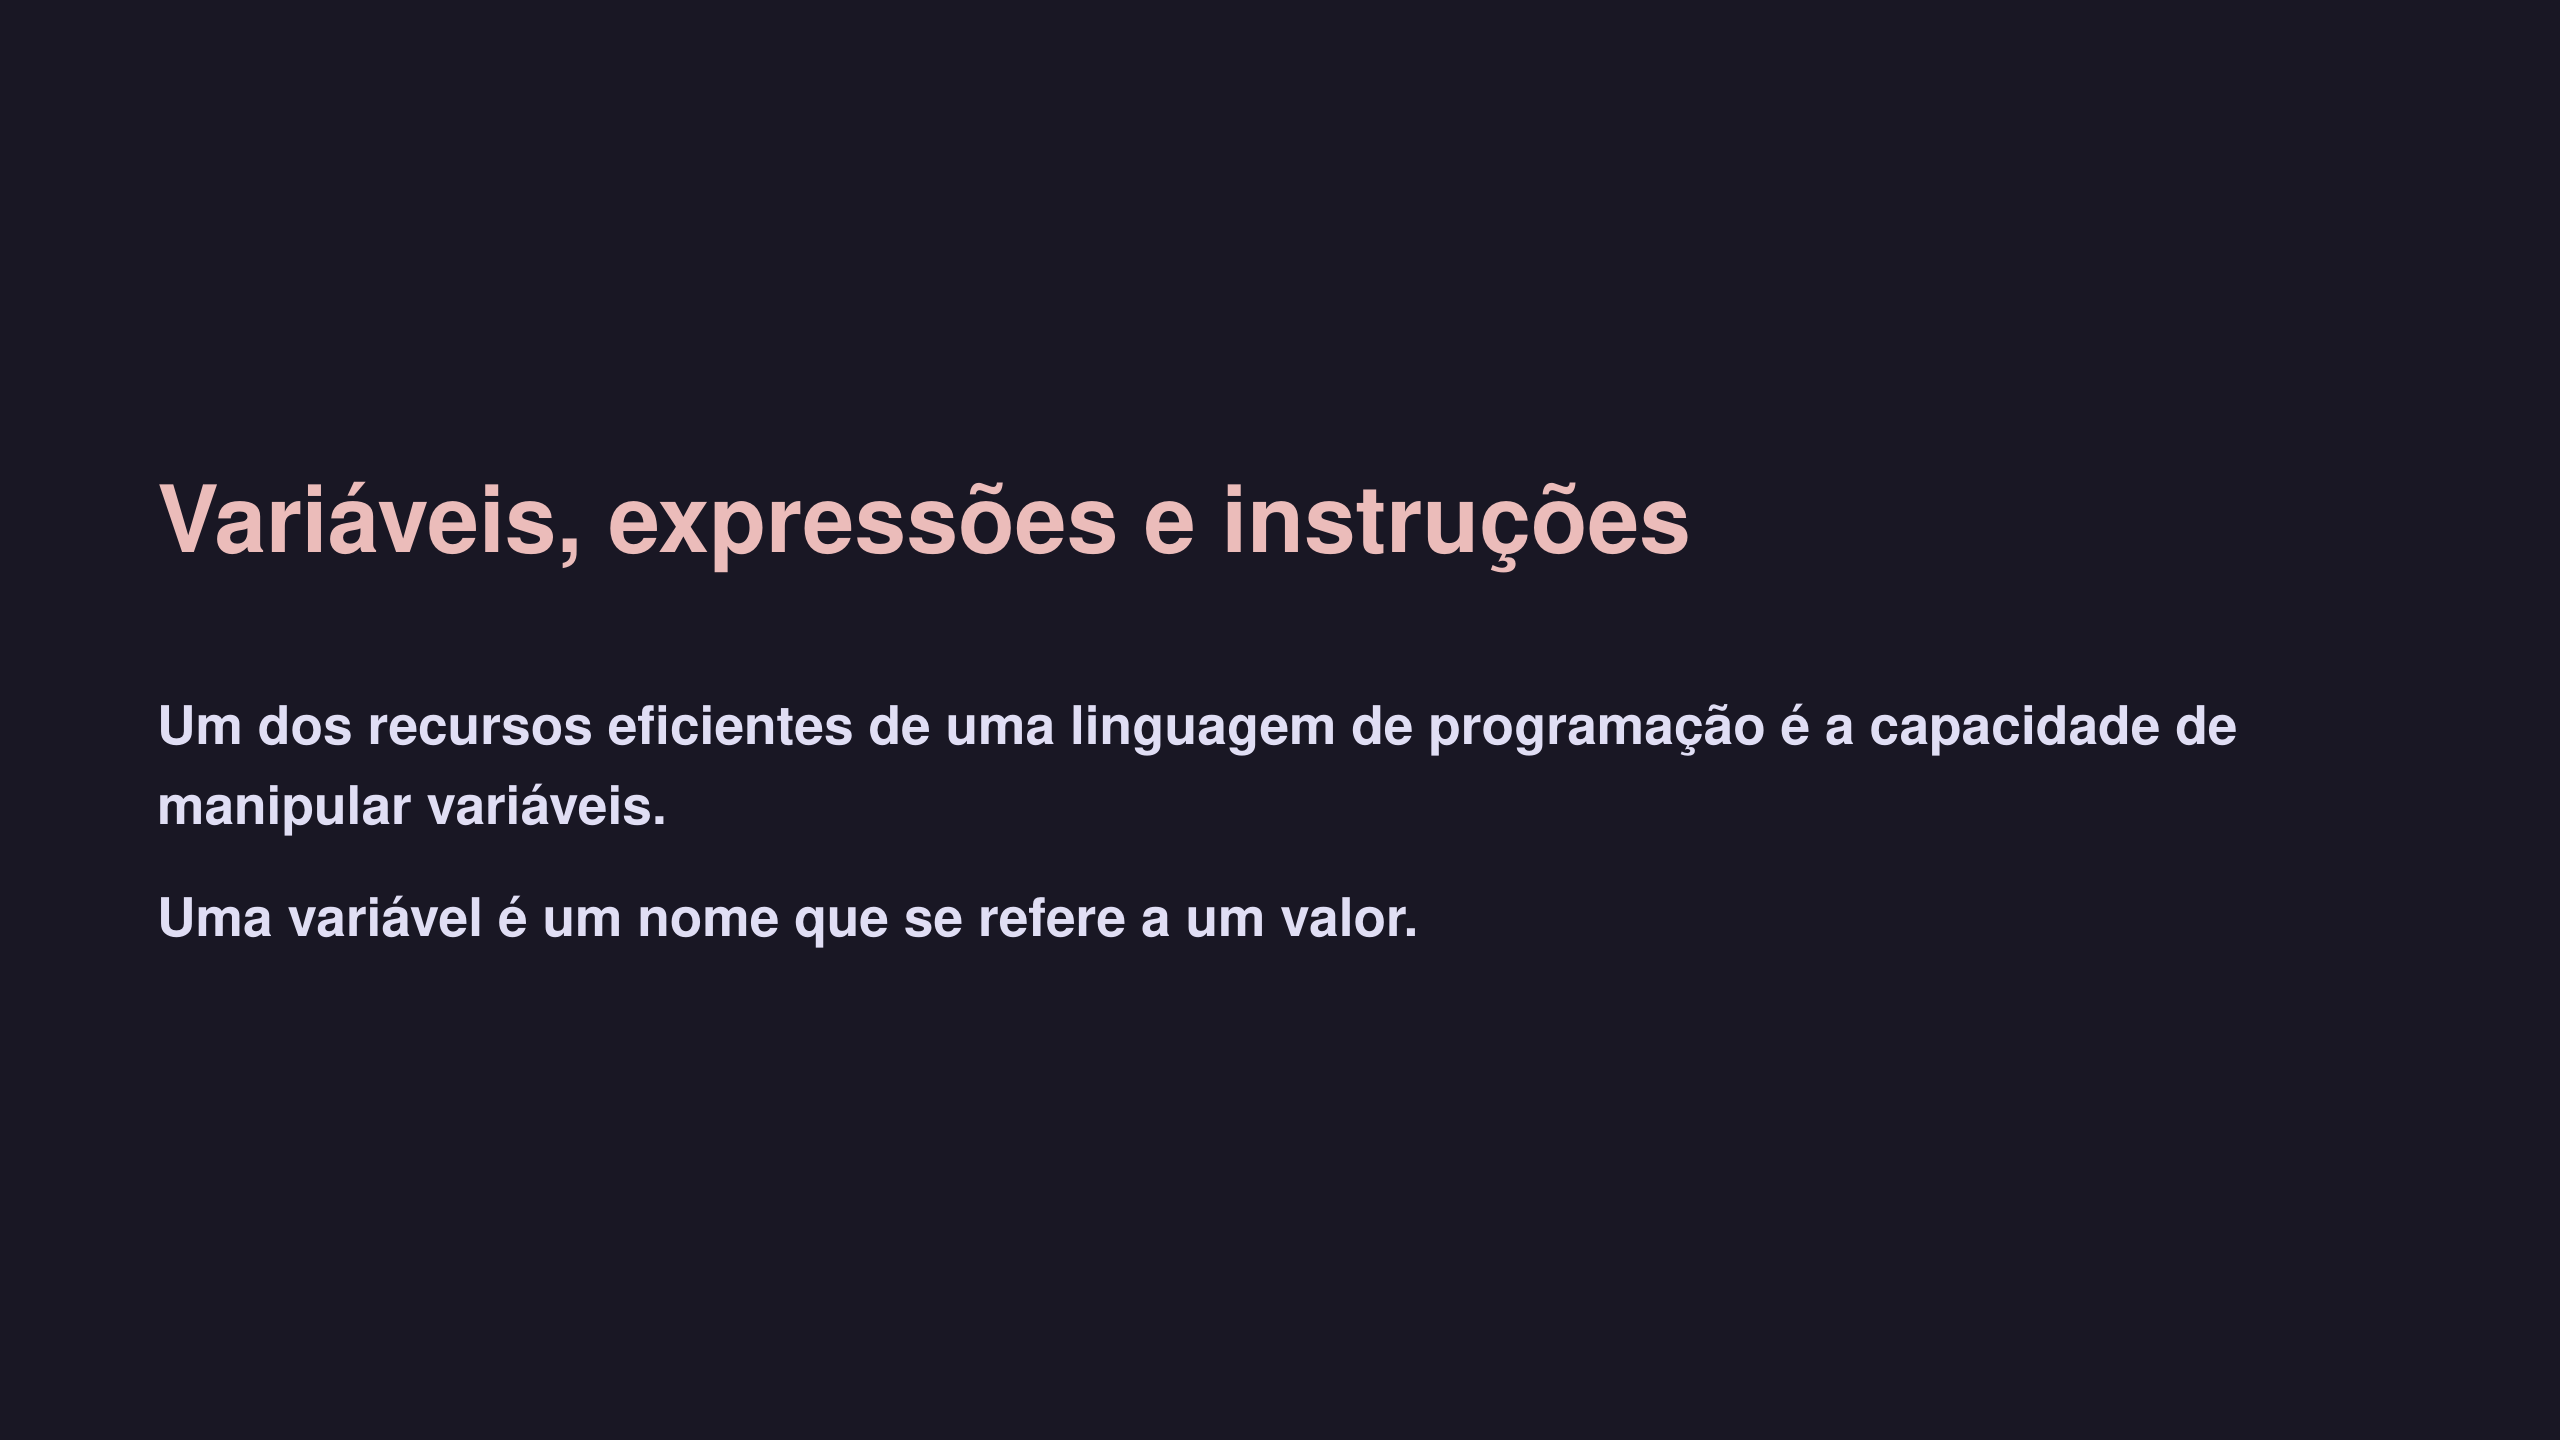 Variáveis, expressões e instruções
Um dos recursos eficientes de uma linguagem de programação é a capacidade de
manipular variáveis.
Uma variável é um nome que se refere a um valor.